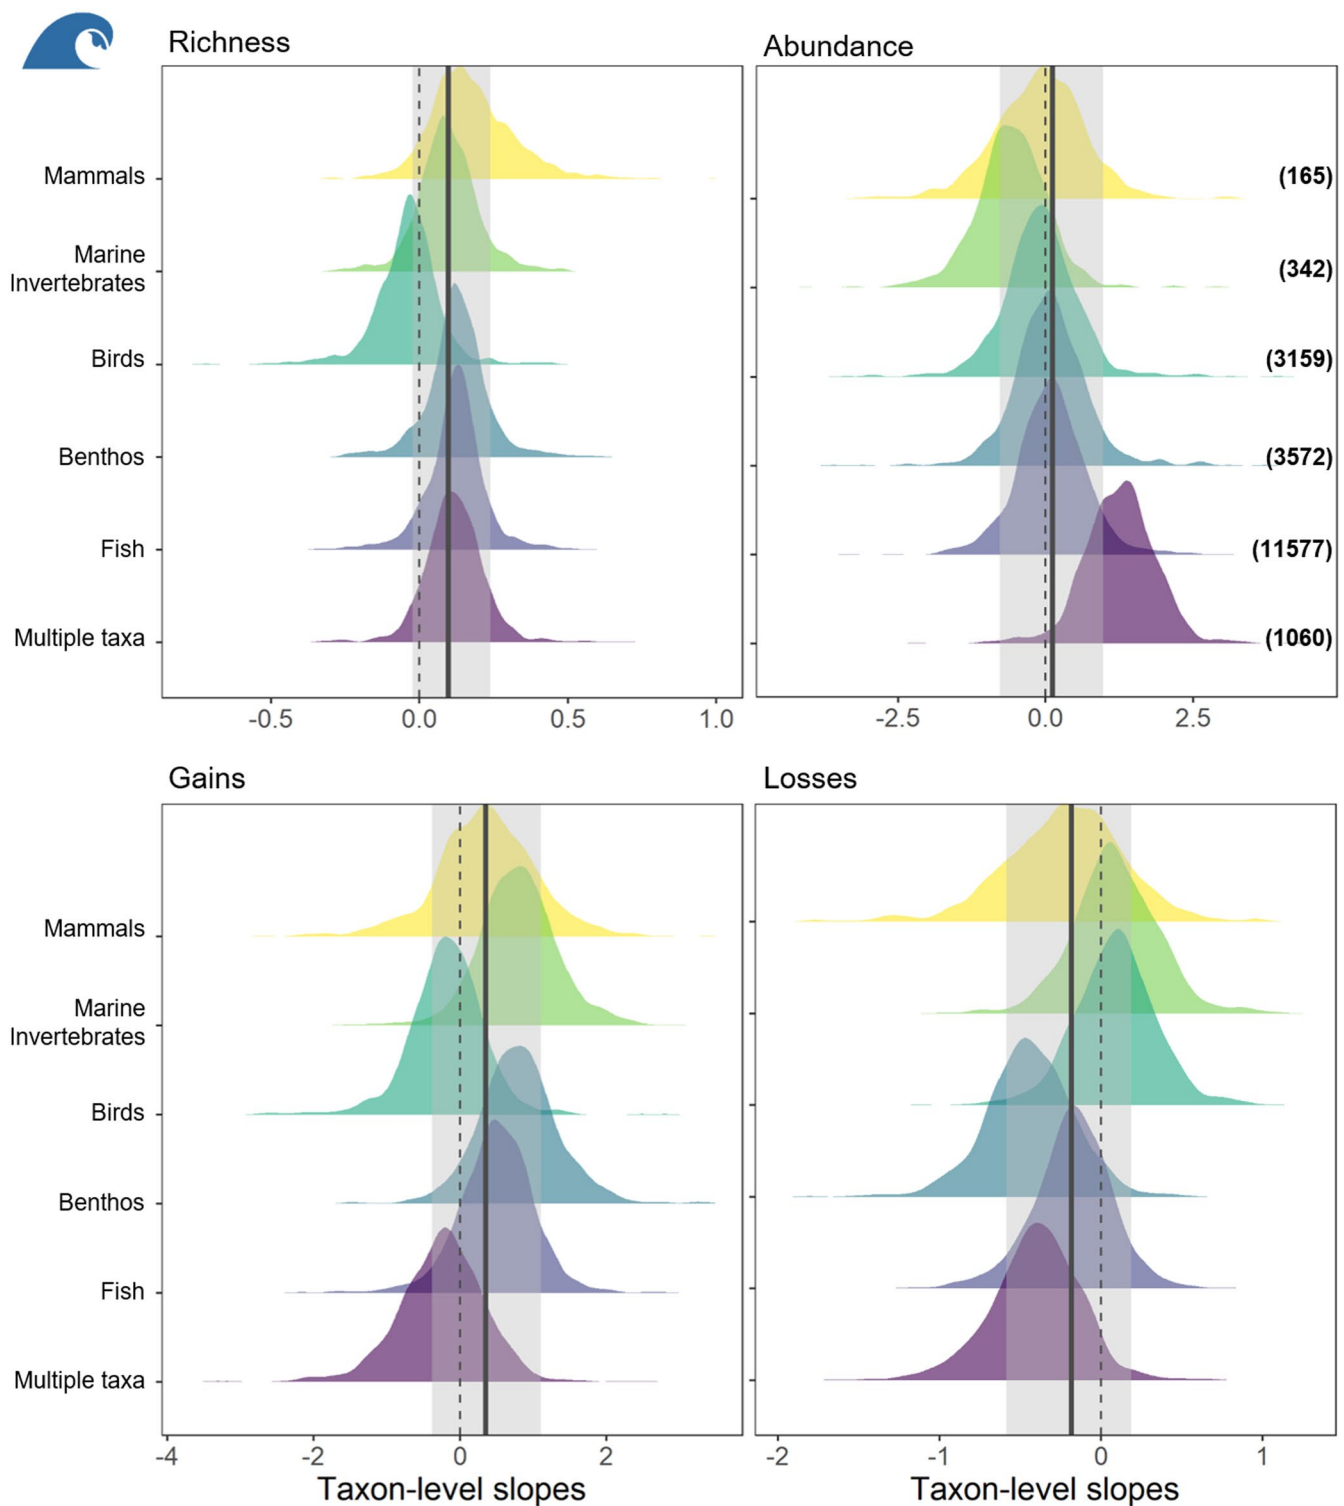 Richness
Abundance
Mammals
(165)
Marine
Invertebrates
(342)
Birds
(3159)
Benthos
(3572)
Fish
(11577)
Multiple taxa
(1060)
-0.5 0.0 0.5 1.0
-2.5 0.0 2.5
Gains
Losses
Mammals
Marine
Invertebrates
Birds
Benthos
Fish
Multiple taxa
-4 -2 0 2
-2 -1 0 1
Taxon-level slopes
Taxon-level slopes